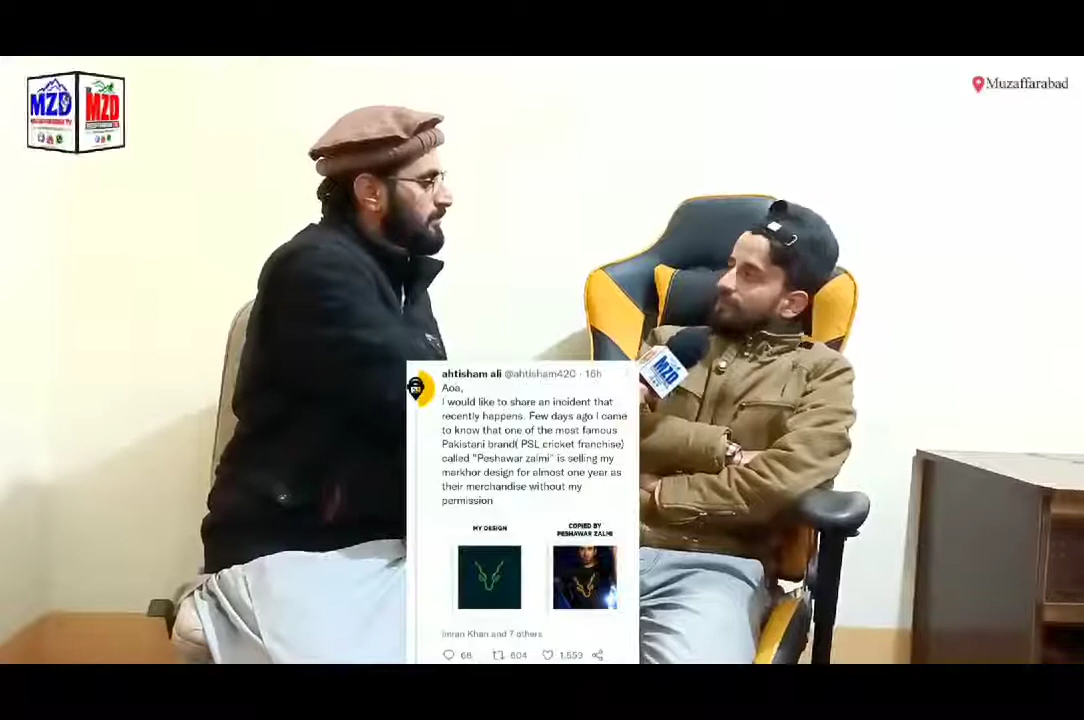 MZD
MZD
Muzaffarabad
MZD
ahtisham ali @ahtisham420 · 16h
Aoa,
I would like to share an incident that
recently happens. Few days ago I came
to know that one of the most famous
Pakistani brand( PSL cricket franchise)
called "Peshawar zalmi" is selling my
markhor design for almost one year as
their merchandise without my
permission
MY DESIGN
COPIED BY
PESHAWAR ZALMI
Imran Khan and 7 others
66 604 1,553